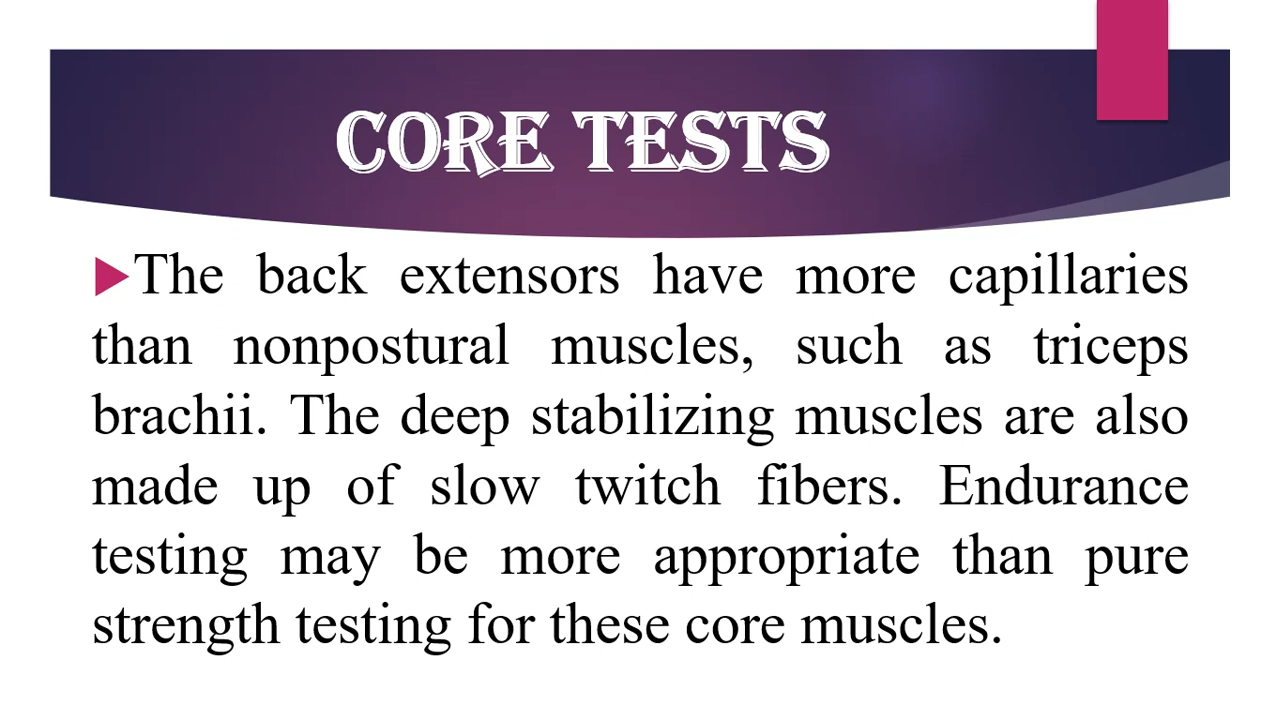 CORE TESTS
The back extensors have more capillaries
than nonpostural muscles, such as triceps
brachii. The deep stabilizing muscles are also
made up of slow twitch fibers. Endurance
testing may be more appropriate than pure
strength testing for these core muscles.